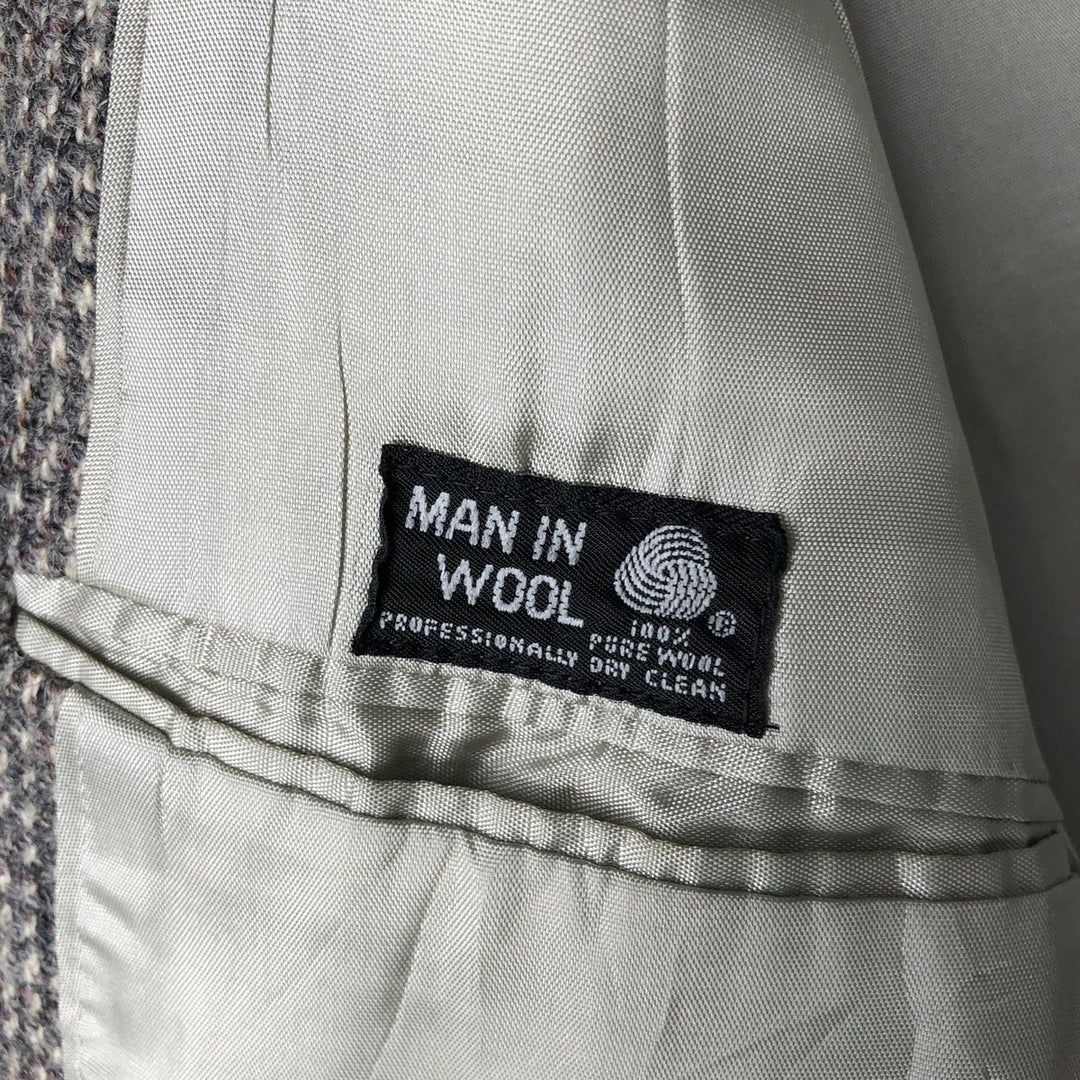 MAN IN
WOOL
®
100%
PURE WOOL
PROFESSIONALLY DRY CLEAN